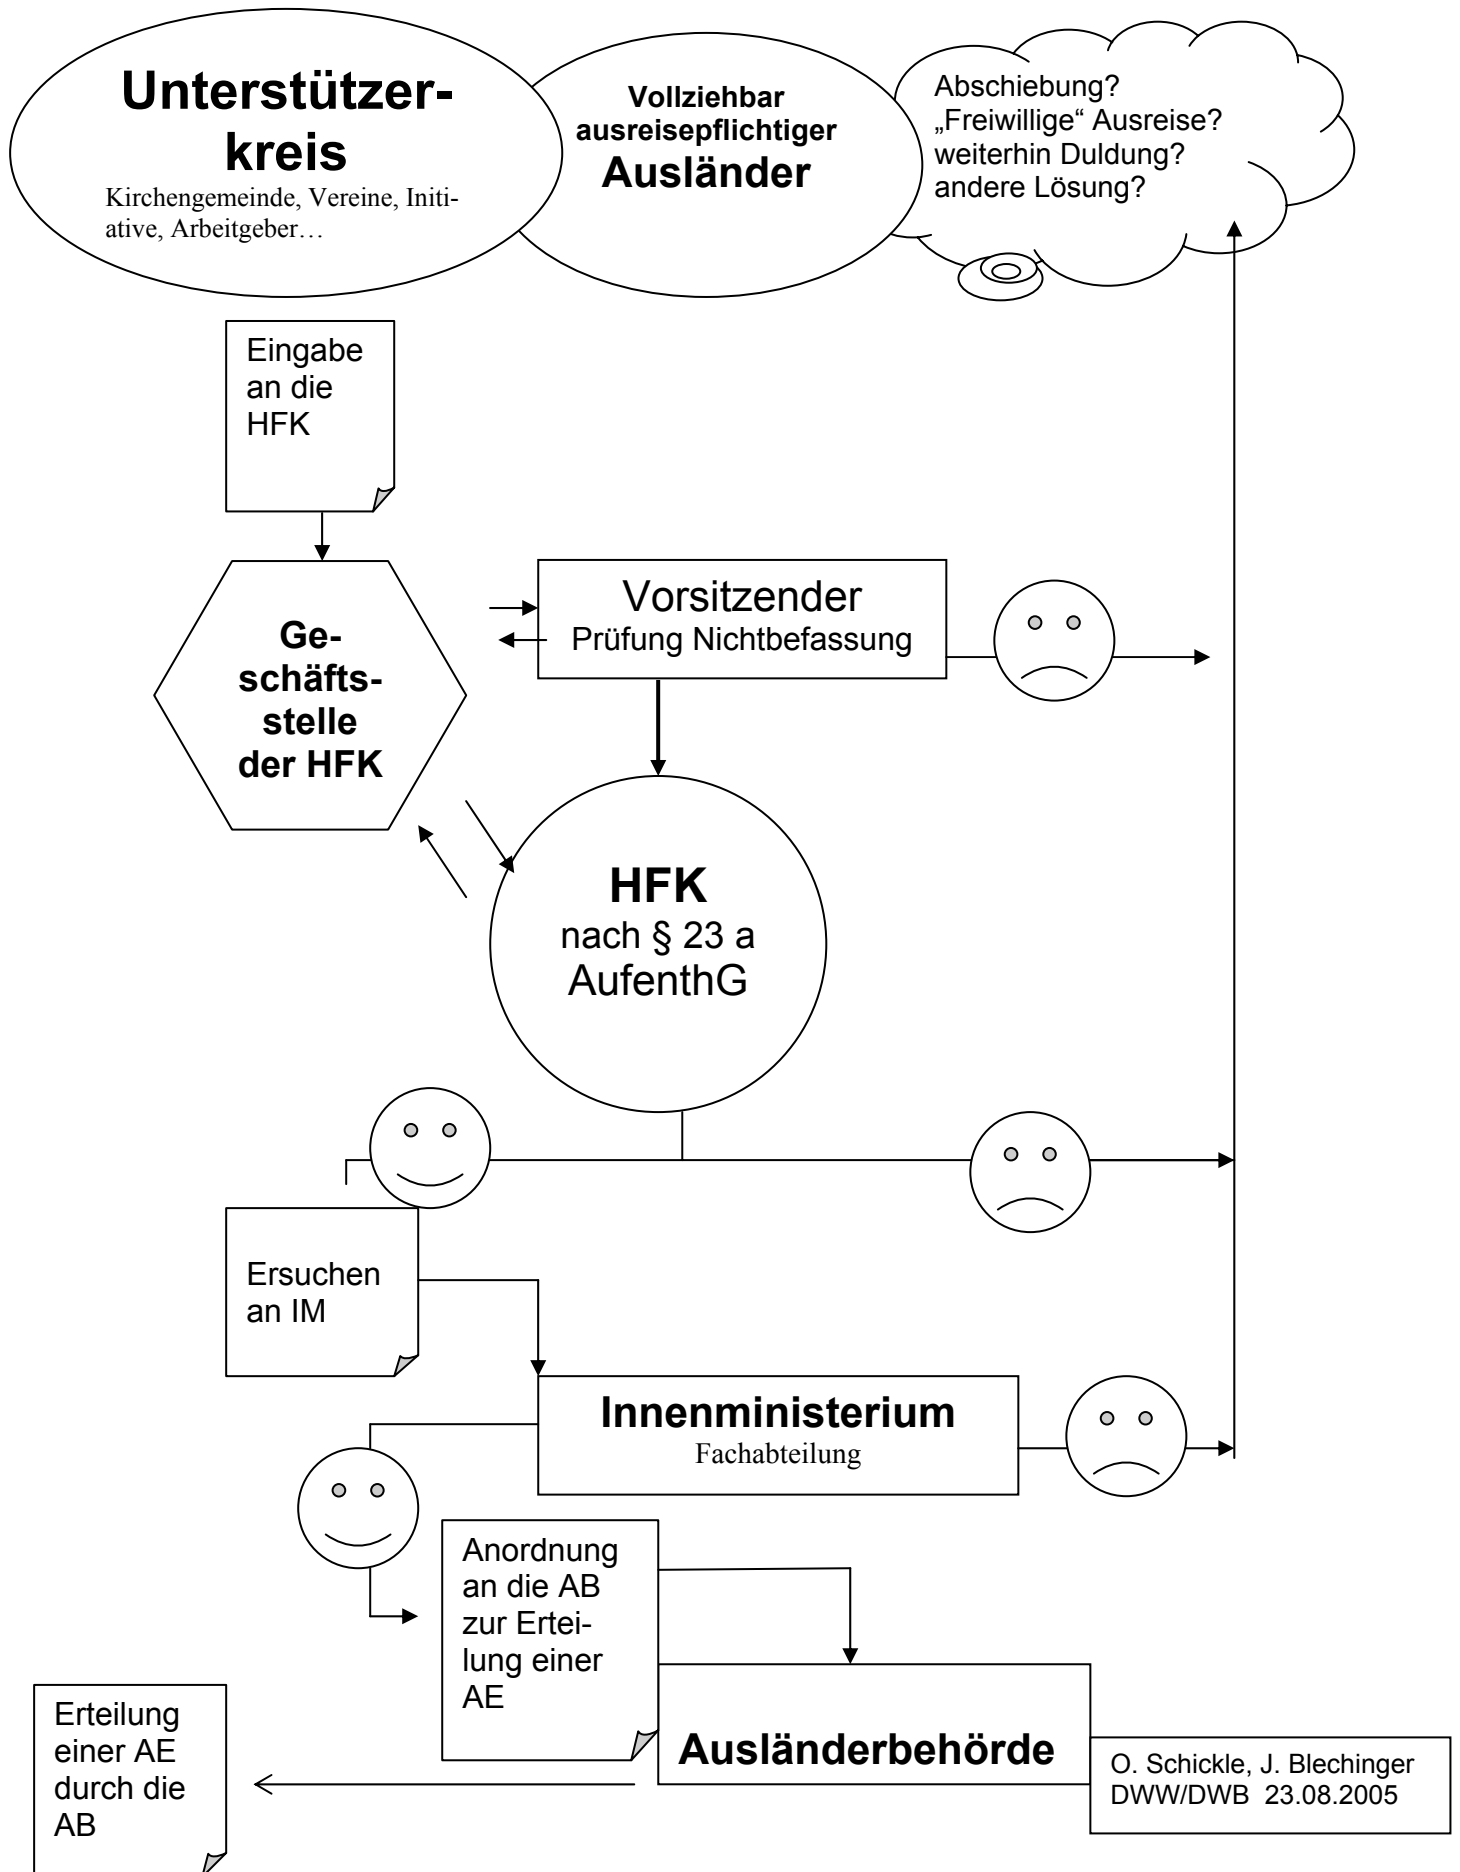 Unterstützer-
kreis
Kirchengemeinde, Vereine, Initi-
ative, Arbeitgeber…
Vollziehbar
ausreisepflichtiger
Ausländer
Abschiebung?
„Freiwillige“ Ausreise?
weiterhin Duldung?
andere Lösung?
Eingabe
an die
HFK
Ge-
schäfts-
stelle
der HFK
Vorsitzender
Prüfung Nichtbefassung
HFK
nach § 23 a
AufenthG
Ersuchen
an IM
Innenministerium
Fachabteilung
Anordnung
an die AB
zur Ertei-
lung einer
AE
Ausländerbehörde
Erteilung
einer AE
durch die
AB
O. Schickle, J. Blechinger
DWW/DWB 23.08.2005